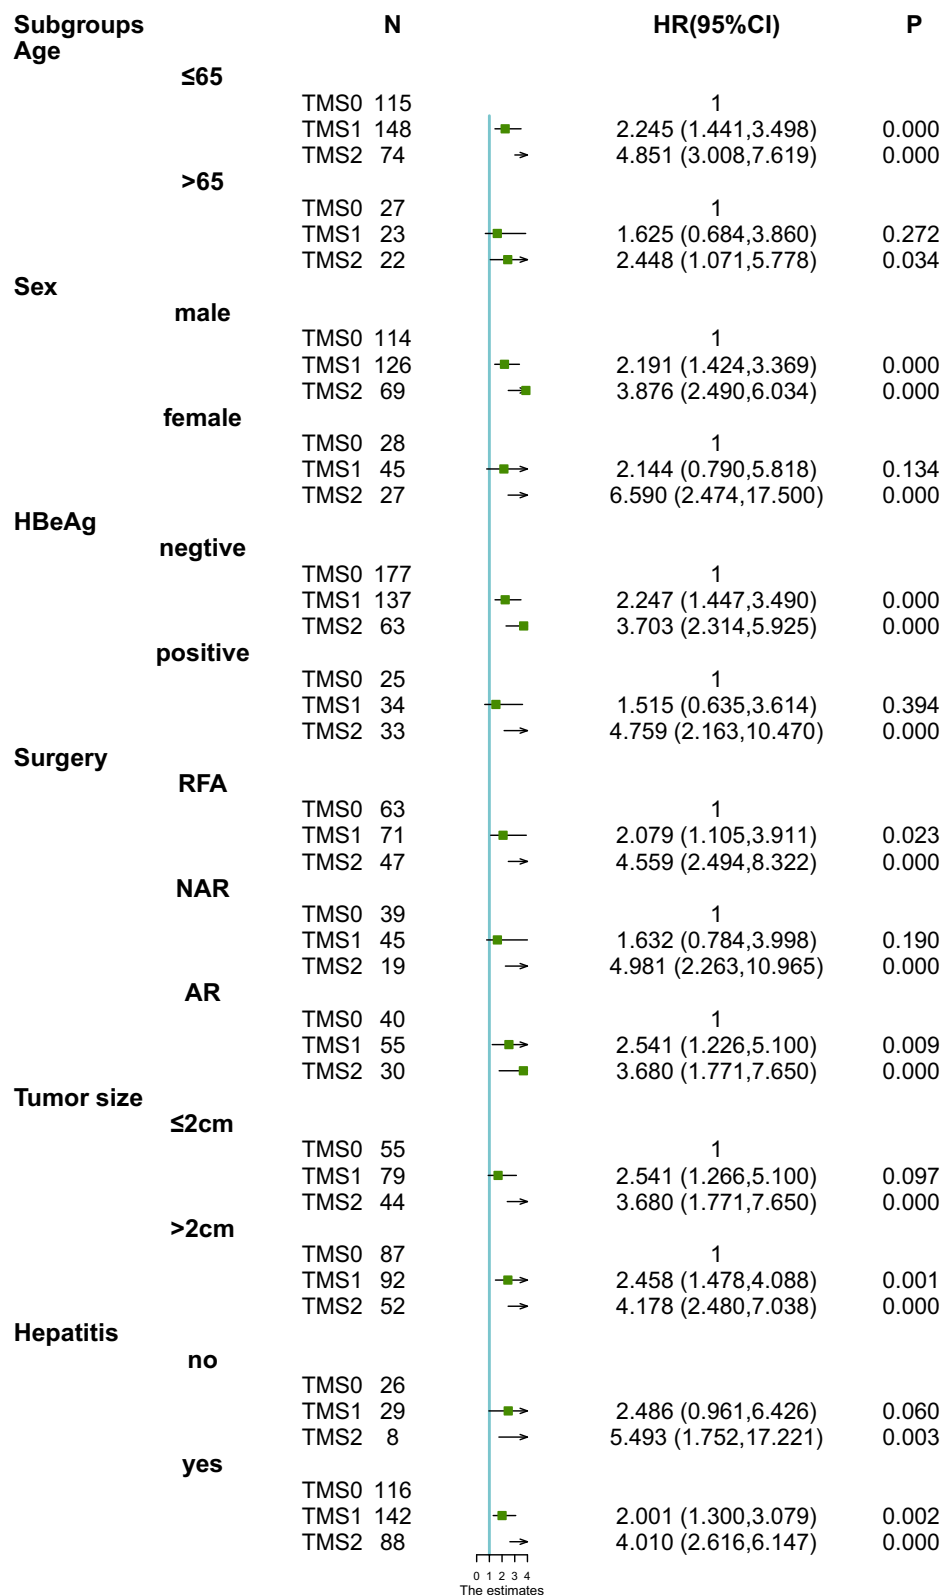 Subgroups N HR(95%CI) P
Age
≤65
TMS0 115 1
TMS1 148 2.245 (1.441,3.498) 0.000
TMS2 74 4.851 (3.008,7.619) 0.000
>65
TMS0 27 1
TMS1 23 1.625 (0.684,3.860) 0.272
TMS2 22 2.448 (1.071,5.778) 0.034
Sex
male
TMS0 114 1
TMS1 126 2.191 (1.424,3.369) 0.000
TMS2 69 3.876 (2.490,6.034) 0.000
female
TMS0 28 1
TMS1 45 2.144 (0.790,5.818) 0.134
TMS2 27 6.590 (2.474,17.500) 0.000
HBeAg
negtive
TMS0 177 1
TMS1 137 2.247 (1.447,3.490) 0.000
TMS2 63 3.703 (2.314,5.925) 0.000
positive
TMS0 25 1
TMS1 34 1.515 (0.635,3.614) 0.394
TMS2 33 4.759 (2.163,10.470) 0.000
Surgery
RFA
TMS0 63 1
TMS1 71 2.079 (1.105,3.911) 0.023
TMS2 47 4.559 (2.494,8.322) 0.000
NAR
TMS0 39 1
TMS1 45 1.632 (0.784,3.998) 0.190
TMS2 19 4.981 (2.263,10.965) 0.000
AR
TMS0 40 1
TMS1 55 2.541 (1.226,5.100) 0.009
TMS2 30 3.680 (1.771,7.650) 0.000
Tumor size
≤2cm
TMS0 55 1
TMS1 79 2.541 (1.266,5.100) 0.097
TMS2 44 3.680 (1.771,7.650) 0.000
>2cm
TMS0 87 1
TMS1 92 2.458 (1.478,4.088) 0.001
TMS2 52 4.178 (2.480,7.038) 0.000
Hepatitis
no
TMS0 26
TMS1 29 2.486 (0.961,6.426) 0.060
TMS2 8 5.493 (1.752,17.221) 0.003
yes
TMS0 116
TMS1 142 2.001 (1.300,3.079) 0.002
TMS2 88 4.010 (2.616,6.147) 0.000
0 1 2 3 4
The estimates